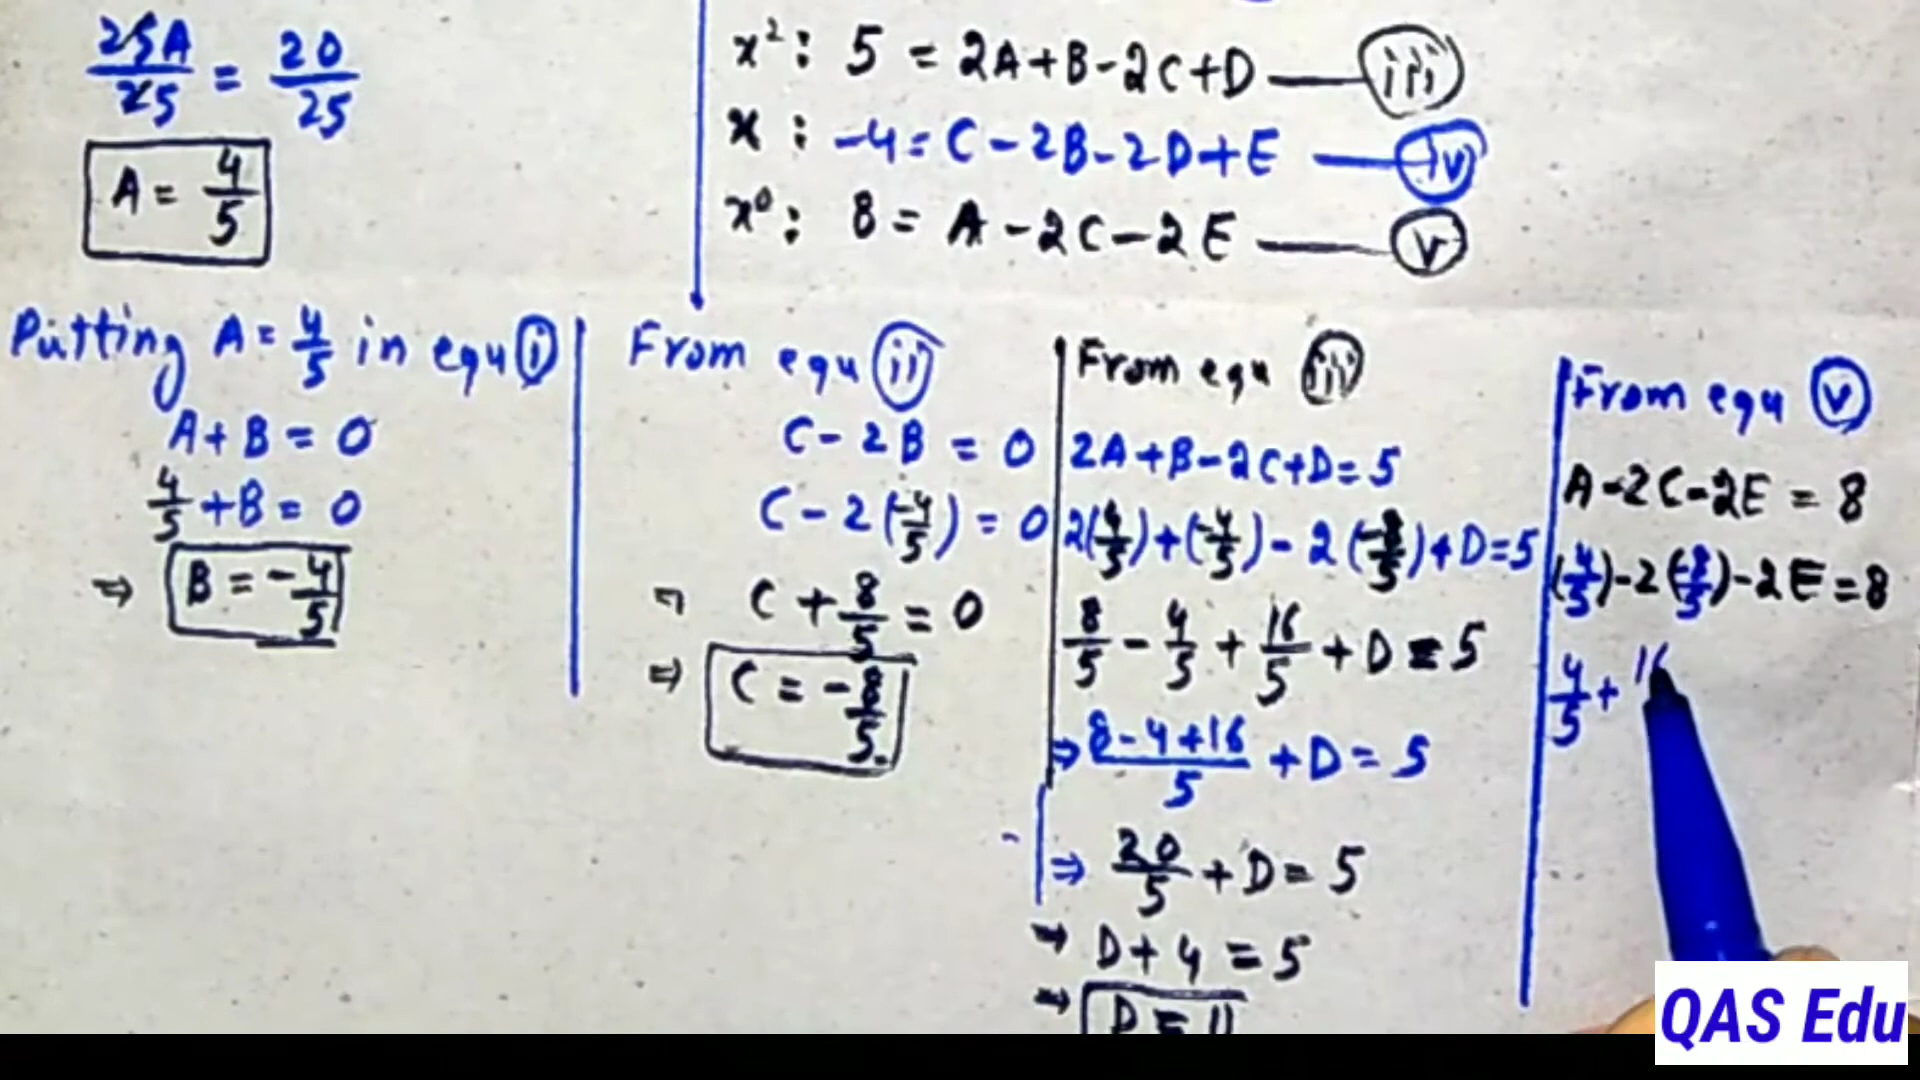 25A/25 = 20/25
A = 4/5
x²: 5 = 2A+B-2C+D — (iii)
x : -4 = C-2B-2D+E — (iv)
x⁰: 8 = A-2C-2E — (v)
Putting A = 4/5 in equ (i)
A+B = 0
4/5 +B = 0
⇒ B = -4/5
From equ (ii)
C-2B = 0
C-2(-4/5) = 0
⇒ C + 8/5 = 0
⇒ C = -8/5
From equ (iii)
2A+B-2C+D=5
2(4/5)+(-4/5)-2(-8/5)+D=5
8/5 - 4/5 + 16/5 + D = 5
⇒ 8-4+16/5 + D = 5
⇒ 20/5 + D = 5
⇒ D+4 = 5
⇒ D = 1
From equ (v)
A-2C-2E = 8
(4/5)-2(-8/5)-2E=8
4/5 + 16
QAS Edu